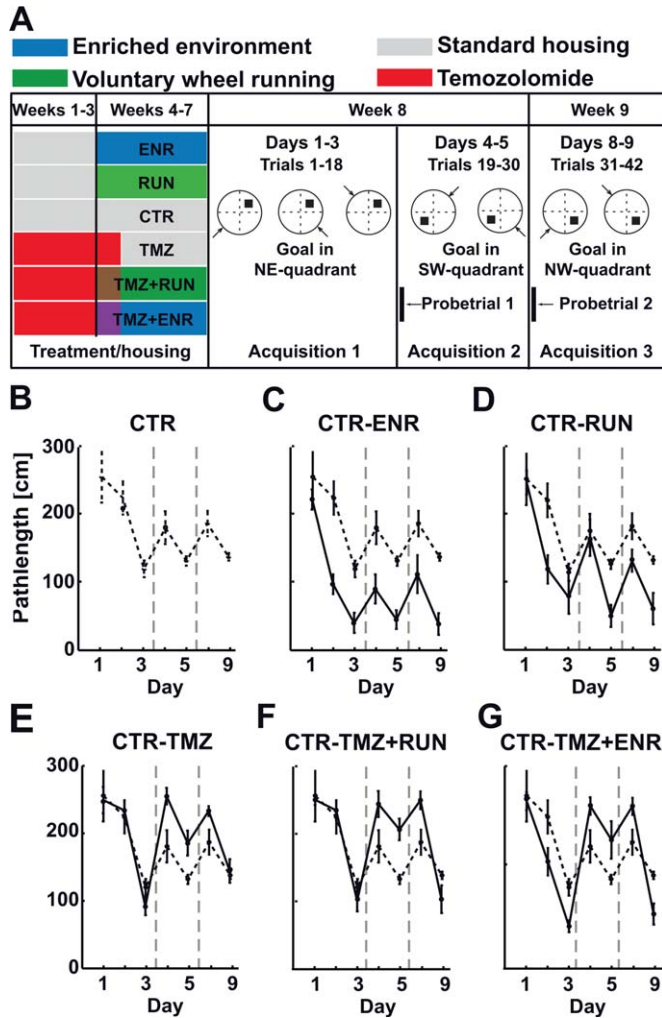 A
Enriched environment
Standard housing
Voluntary wheel running
Temozolomide
Weeks 1-3 Weeks 4-7 Week 8 Week 9
ENR
RUN
CTR
TMZ
TMZ+RUN
TMZ+ENR
Treatment/housing
Days 1-3
Trials 1-18
Goal in
NE-quadrant
Acquisition 1
Days 4-5
Trials 19-30
Goal in
SW-quadrant
Probetrial 1
Acquisition 2
Days 8-9
Trials 31-42
Goal in
NW-quadrant
Probetrial 2
Acquisition 3
B C D
CTR CTR-ENR CTR-RUN
Pathlength [cm]
300
200
100
0
1 3 5 9 1 3 5 9 1 3 5 9
Day Day Day
E F G
CTR-TMZ CTR-TMZ+RUN CTR-TMZ+ENR
300
200
100
0
1 3 5 9 1 3 5 9 1 3 5 9
Day Day Day